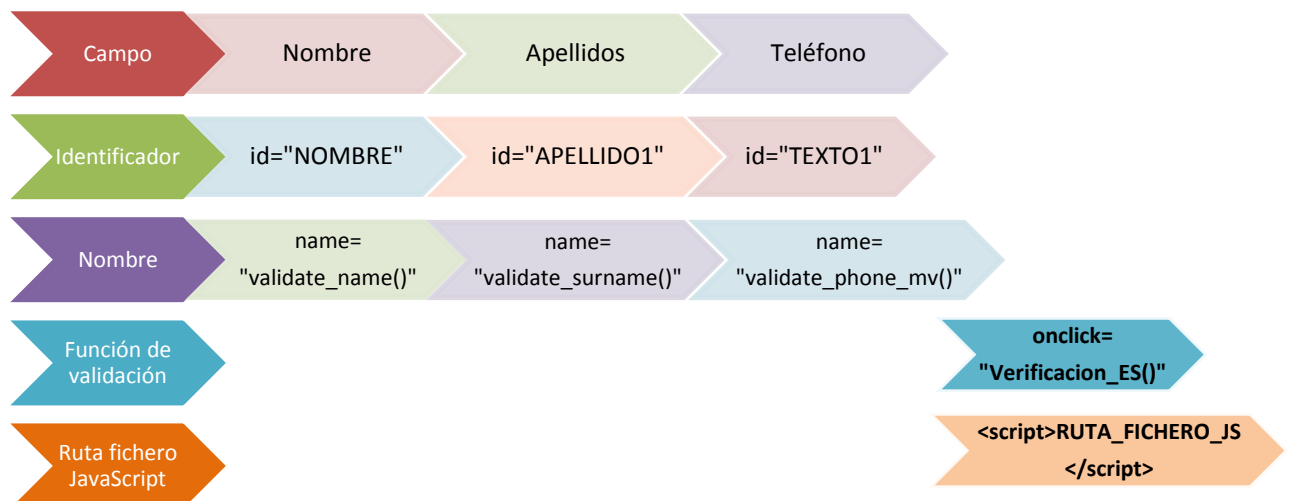 Campo
Nombre
Apellidos
Teléfono
Identificador
id="NOMBRE"
id="APELLIDO1"
id="TEXTO1"
Nombre
name=
"validate_name()"
name=
"validate_surname()"
name=
"validate_phone_mv()"
Función de
validación
onclick=
"Verificacion_ES()"
Ruta fichero
JavaScript
<script>RUTA_FICHERO_JS
</script>